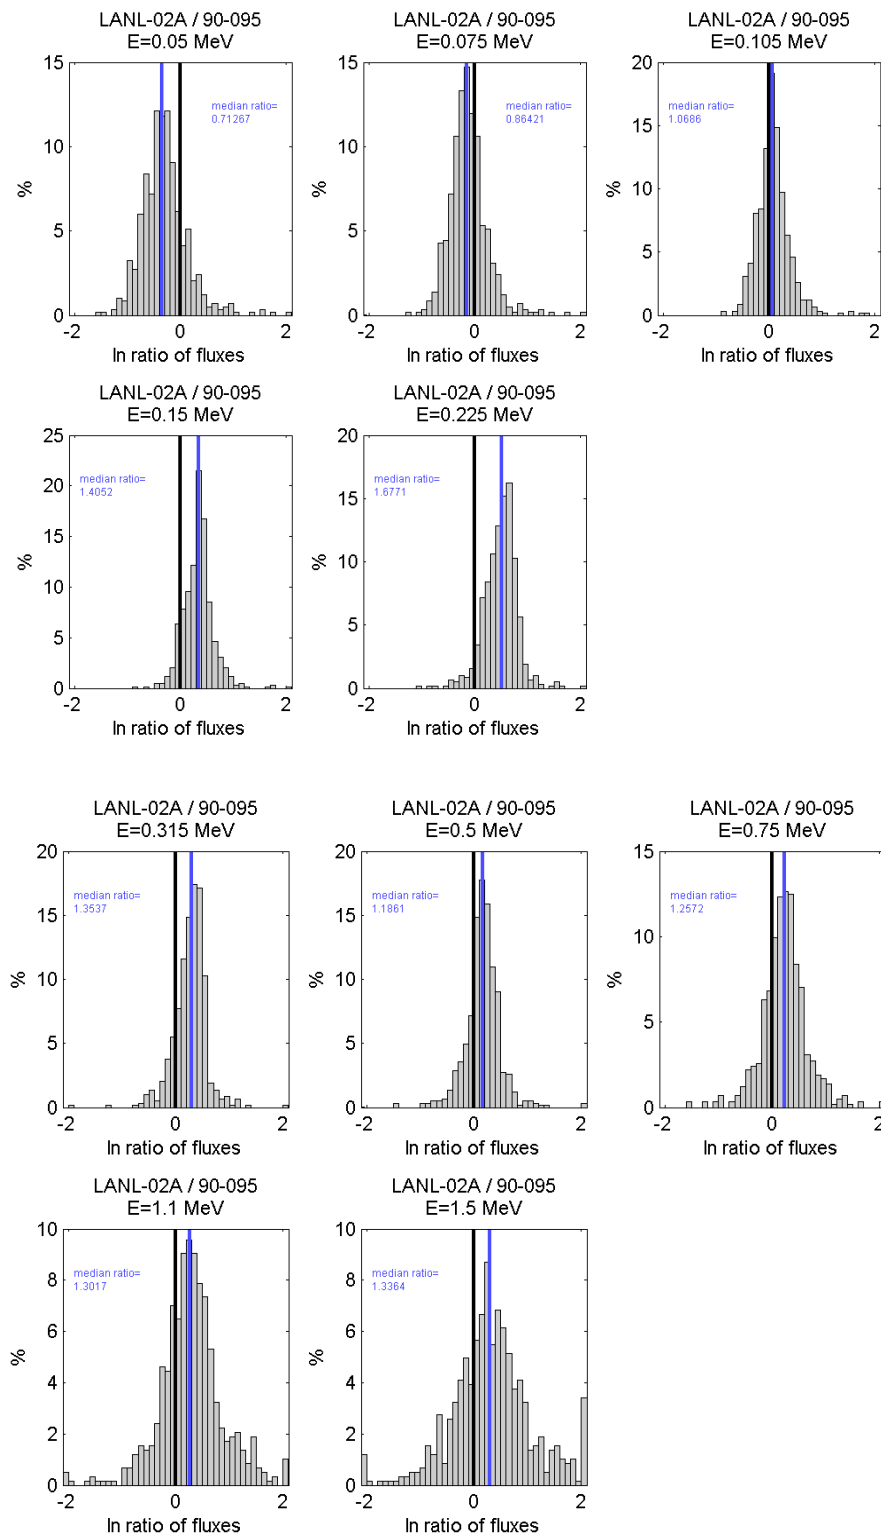 LANL-02A / 90-095
E=0.05 MeV
15
10
5
0
%
median ratio=
0.71267
-2
0
2
ln ratio of fluxes
LANL-02A / 90-095
E=0.075 MeV
15
10
5
0
%
median ratio=
0.86421
-2
0
2
ln ratio of fluxes
LANL-02A / 90-095
E=0.105 MeV
20
15
10
5
0
%
median ratio=
1.0686
-2
0
2
ln ratio of fluxes
LANL-02A / 90-095
E=0.15 MeV
25
20
15
10
5
0
%
median ratio=
1.4052
-2
0
2
ln ratio of fluxes
LANL-02A / 90-095
E=0.225 MeV
20
15
10
5
0
%
median ratio=
1.6771
-2
0
2
ln ratio of fluxes
LANL-02A / 90-095
E=0.315 MeV
20
15
10
5
0
%
median ratio=
1.3537
-2
0
2
ln ratio of fluxes
LANL-02A / 90-095
E=0.5 MeV
20
15
10
5
0
%
median ratio=
1.1861
-2
0
2
ln ratio of fluxes
LANL-02A / 90-095
E=0.75 MeV
15
10
5
0
%
median ratio=
1.2572
-2
0
2
ln ratio of fluxes
LANL-02A / 90-095
E=1.1 MeV
10
8
6
4
2
0
%
median ratio=
1.3017
-2
0
2
ln ratio of fluxes
LANL-02A / 90-095
E=1.5 MeV
10
8
6
4
2
0
%
median ratio=
1.3364
-2
0
2
ln ratio of fluxes